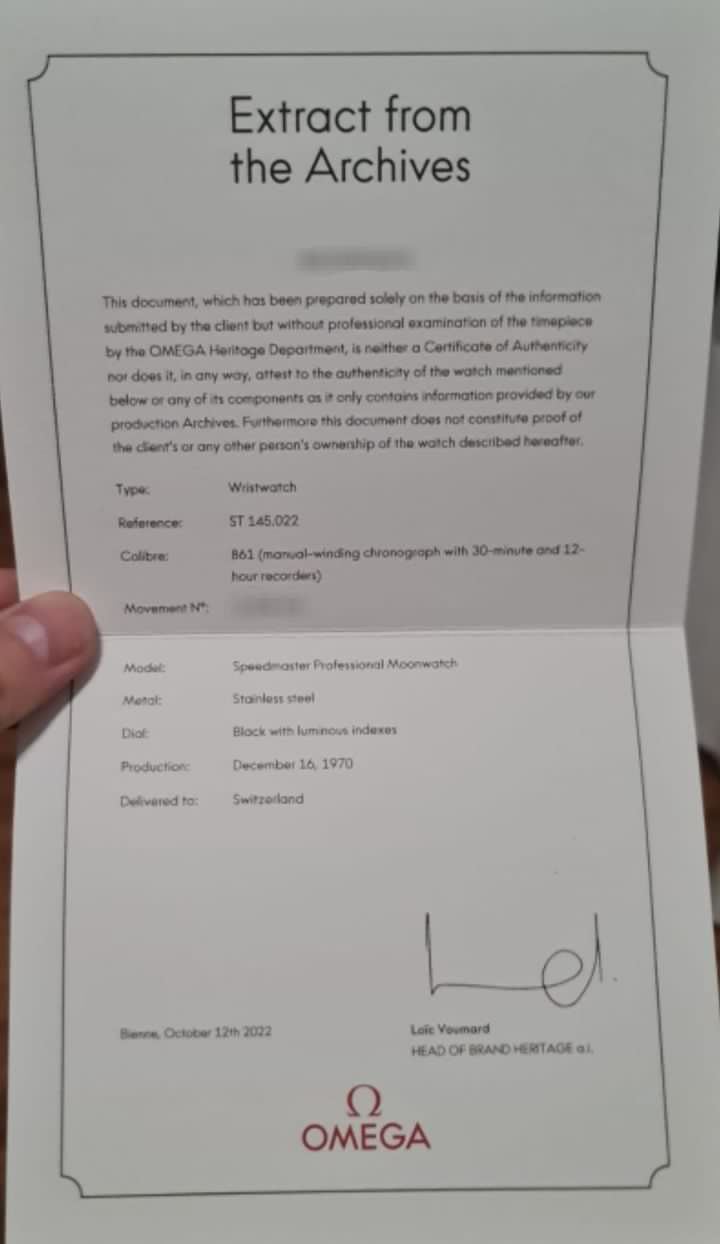 Extract from
the Archives
This document, which has been prepared solely on the basis of the information
submitted by the client but without professional examination of the timepiece
by the OMEGA Heritage Department, is neither a Certificate of Authenticity
nor does it, in any way, attest to the authenticity of the watch mentioned
below or any of its components as it only contains information provided by our
production Archives. Furthermore this document does not constitute proof of
the client's or any other person's ownership of the watch described hereafter.
Type: Wristwatch
Reference: ST 145.022
Calibre: 861 (manual-winding chronograph with 30-minute and 12-
hour recorders)
Movement N°:
Model: Speedmaster Professional Moonwatch
Metal: Stainless steel
Dial: Black with luminous indexes
Production: December 16, 1970
Delivered to: Switzerland
Bienne, October 12th 2022
Loïc Voumard
HEAD OF BRAND HERITAGE a.i.
Ω
OMEGA